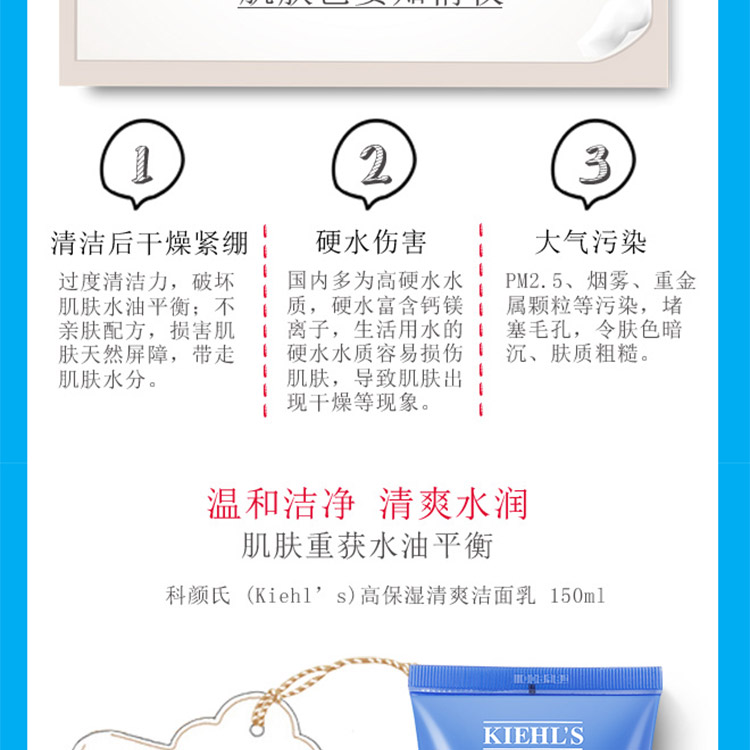 1
2
3
清洁后干燥紧绷
过度清洁力，破坏
肌肤水油平衡；不
亲肤配方，损害肌
肤天然屏障，带走
肌肤水分。
硬水伤害
国内多为高硬水水
质，硬水富含钙镁
离子，生活用水的
硬水水质容易损伤
肌肤，导致肌肤出
现干燥等现象。
大气污染
PM2.5、烟雾、重金
属颗粒等污染，堵
塞毛孔，令肤色暗
沉、肤质粗糙。
温和洁净 清爽水润
肌肤重获水油平衡
科颜氏 (Kiehl’s)高保湿清爽洁面乳 150ml
KIEHL'S